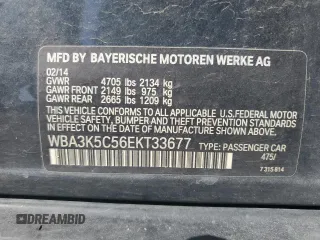 MFD BY BAYERISCHE MOTOREN WERKE AG
02/14
GVWR 4705 lbs 2134 kg
GAWR FRONT 2149 lbs 975 kg
GAWR REAR 2665 lbs 1209 kg
THIS VEHICLE CONFORMS TO ALL APPLICABLE
U.S. FEDERAL MOTOR VEHICLE SAFETY, BUMPER
AND THEFT PREVENTION STANDARDS IN EFFECT ON
THE DATE OF MANUFACTURE SHOWN ABOVE.
WBA3K5C56EKT33677 TYPE: PASSENGER CAR
475/
7 315 814
DREAMBID